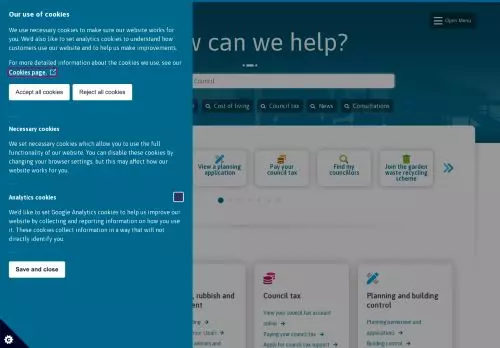 Our use of cookies
We use necessary cookies to make our website works for
you. We'd also like to set analytics cookies to understand how
customers use our website and to help us make improvements.
For more detailed information about the cookies we use, see our
Cookies page.
Accept all cookies
Reject all cookies
Necessary cookies
We set necessary cookies which allow you to use the full
functionality of our website. You can disable these cookies by
changing your browser settings, but this may affect how our
website works for you.
Analytics cookies
We'd like to set Google Analytics cookies to help us improve our
website by collecting and reporting information on how you use
it. These cookies collect information in a way that will not
directly identify you.
Save and close
Open Menu
w can we help?
Council
Cost of living
Council tax
News
Consultations
View a planning
application
Pay your
council tax
Find my
councillors
Join the garden
waste recycling
scheme
, rubbish and
Council tax
View your council tax account
online
Paying your council tax
Apply for council tax support
Planning and building
control
Planning permission and
applications
Building control